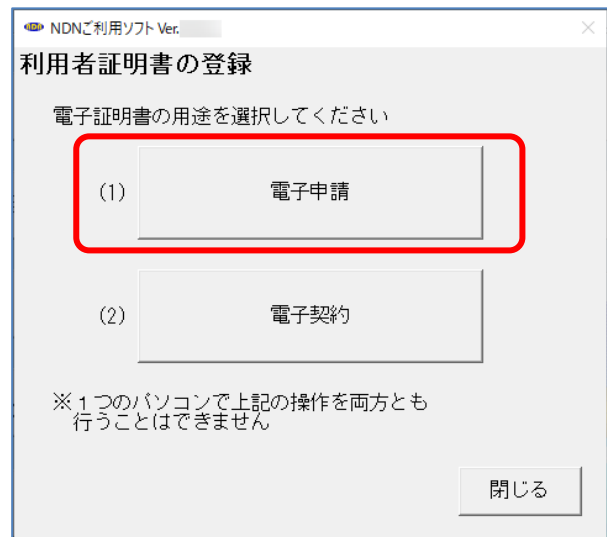 NDN NDNご利用ソフト Ver.
利用者証明書の登録
電子証明書の用途を選択してください
(1) 電子申請
(2) 電子契約
※１つのパソコンで上記の操作を両方とも
行うことはできません
閉じる